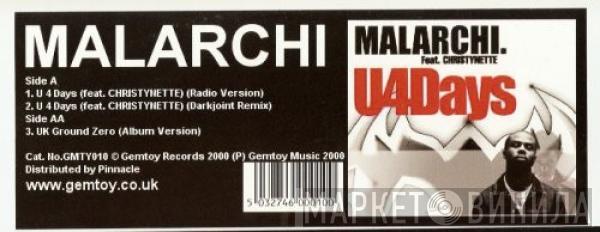 MALARCHI
Side A
1. U 4 Days (feat. CHRISTYNETTE) (Radio Version)
2. U 4 Days (feat. CHRISTYNETTE) (Darkjoint Remix)
Side AA
3. UK Ground Zero (Album Version)
Cat. No.GMTY010 © Gemtoy Records 2000 (P) Gemtoy Music 2000
Distributed by Pinnacle
www.gemtoy.co.uk
5 032746 000100
MALARCHI.
Feat. CHRISTYNETTE
U4Days
МАРКЕТ ВИНИЛА